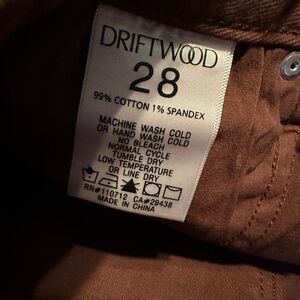 DRIFTWOOD
28
99% COTTON 1% SPANDEX
MACHINE WASH COLD
OR HAND WASH COLD
NO BLEACH
NORMAL CYCLE
TUMBLE DRY
LOW TEMPERATURE
OR LINE DRY
RN#110712 CA#29438
MADE IN CHINA